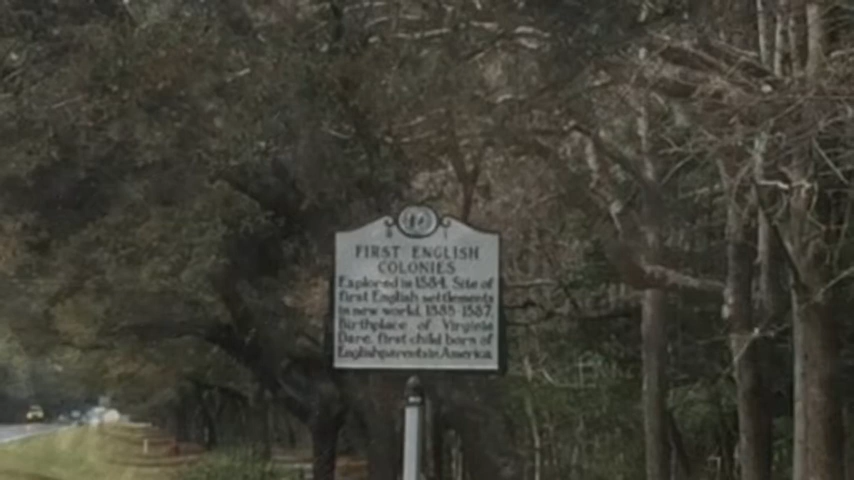 FIRST ENGLISH
COLONIES
Explored in 1584. Site of
first English settlements
in new world, 1585-1587.
Birthplace of Virginia
Dare, first child born of
English parents in America.